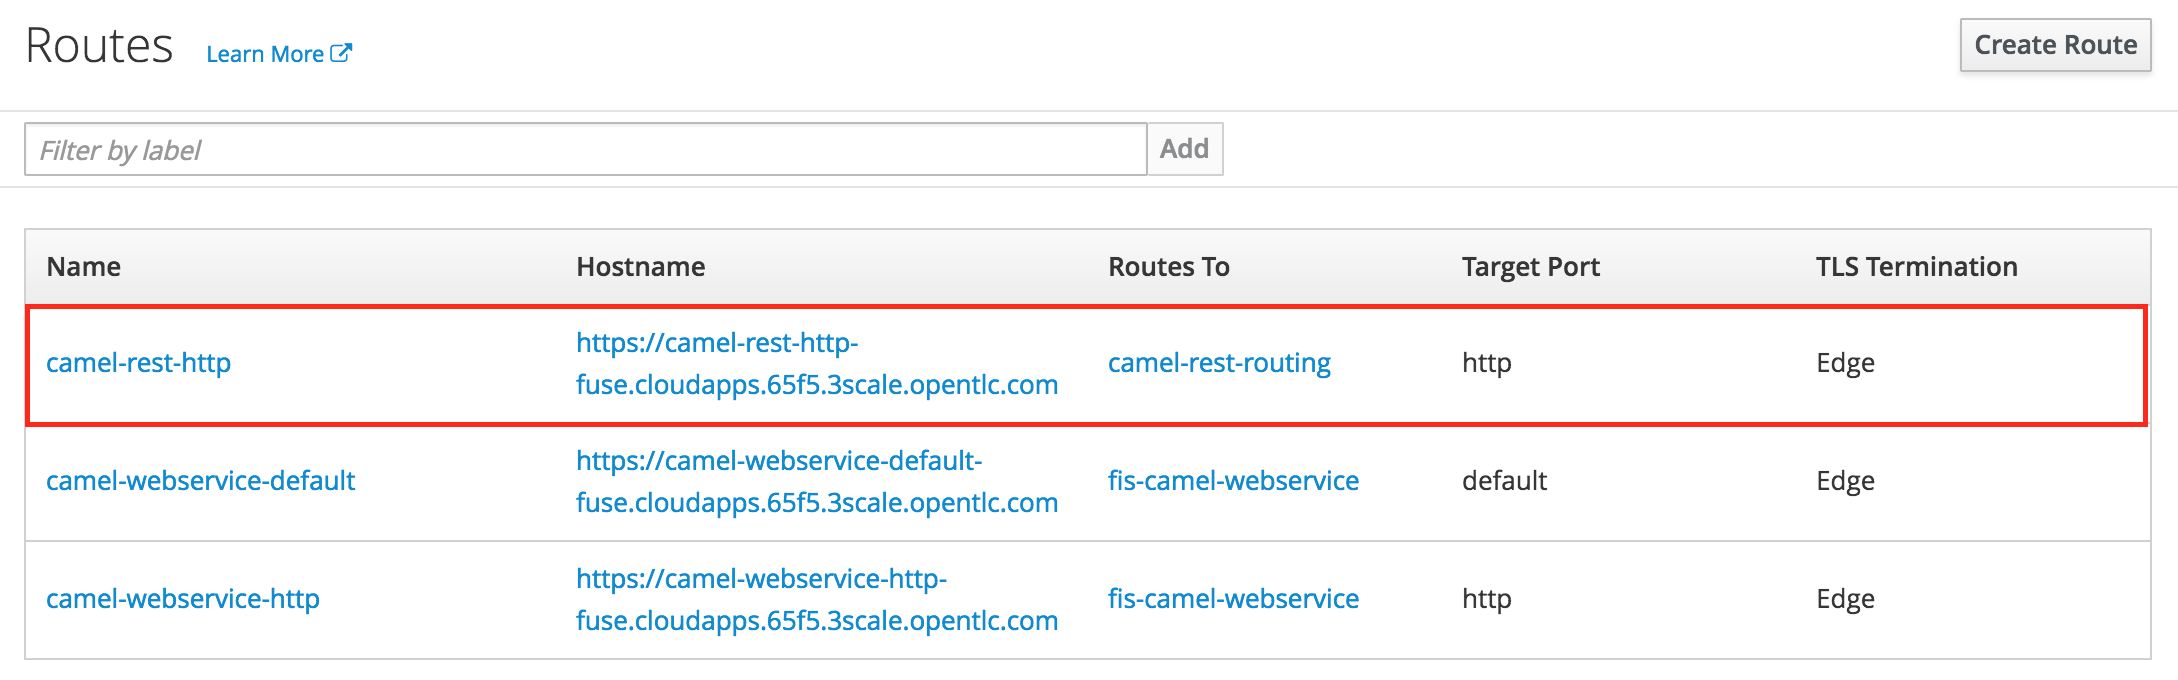 Routes Learn More
Create Route
Filter by label Add
Name Hostname Routes To Target Port TLS Termination
camel-rest-http https://camel-rest-http-
fuse.cloudapps.65f5.3scale.opentlc.com camel-rest-routing http Edge
camel-webservice-default https://camel-webservice-default-
fuse.cloudapps.65f5.3scale.opentlc.com fis-camel-webservice default Edge
camel-webservice-http https://camel-webservice-http-
fuse.cloudapps.65f5.3scale.opentlc.com fis-camel-webservice http Edge